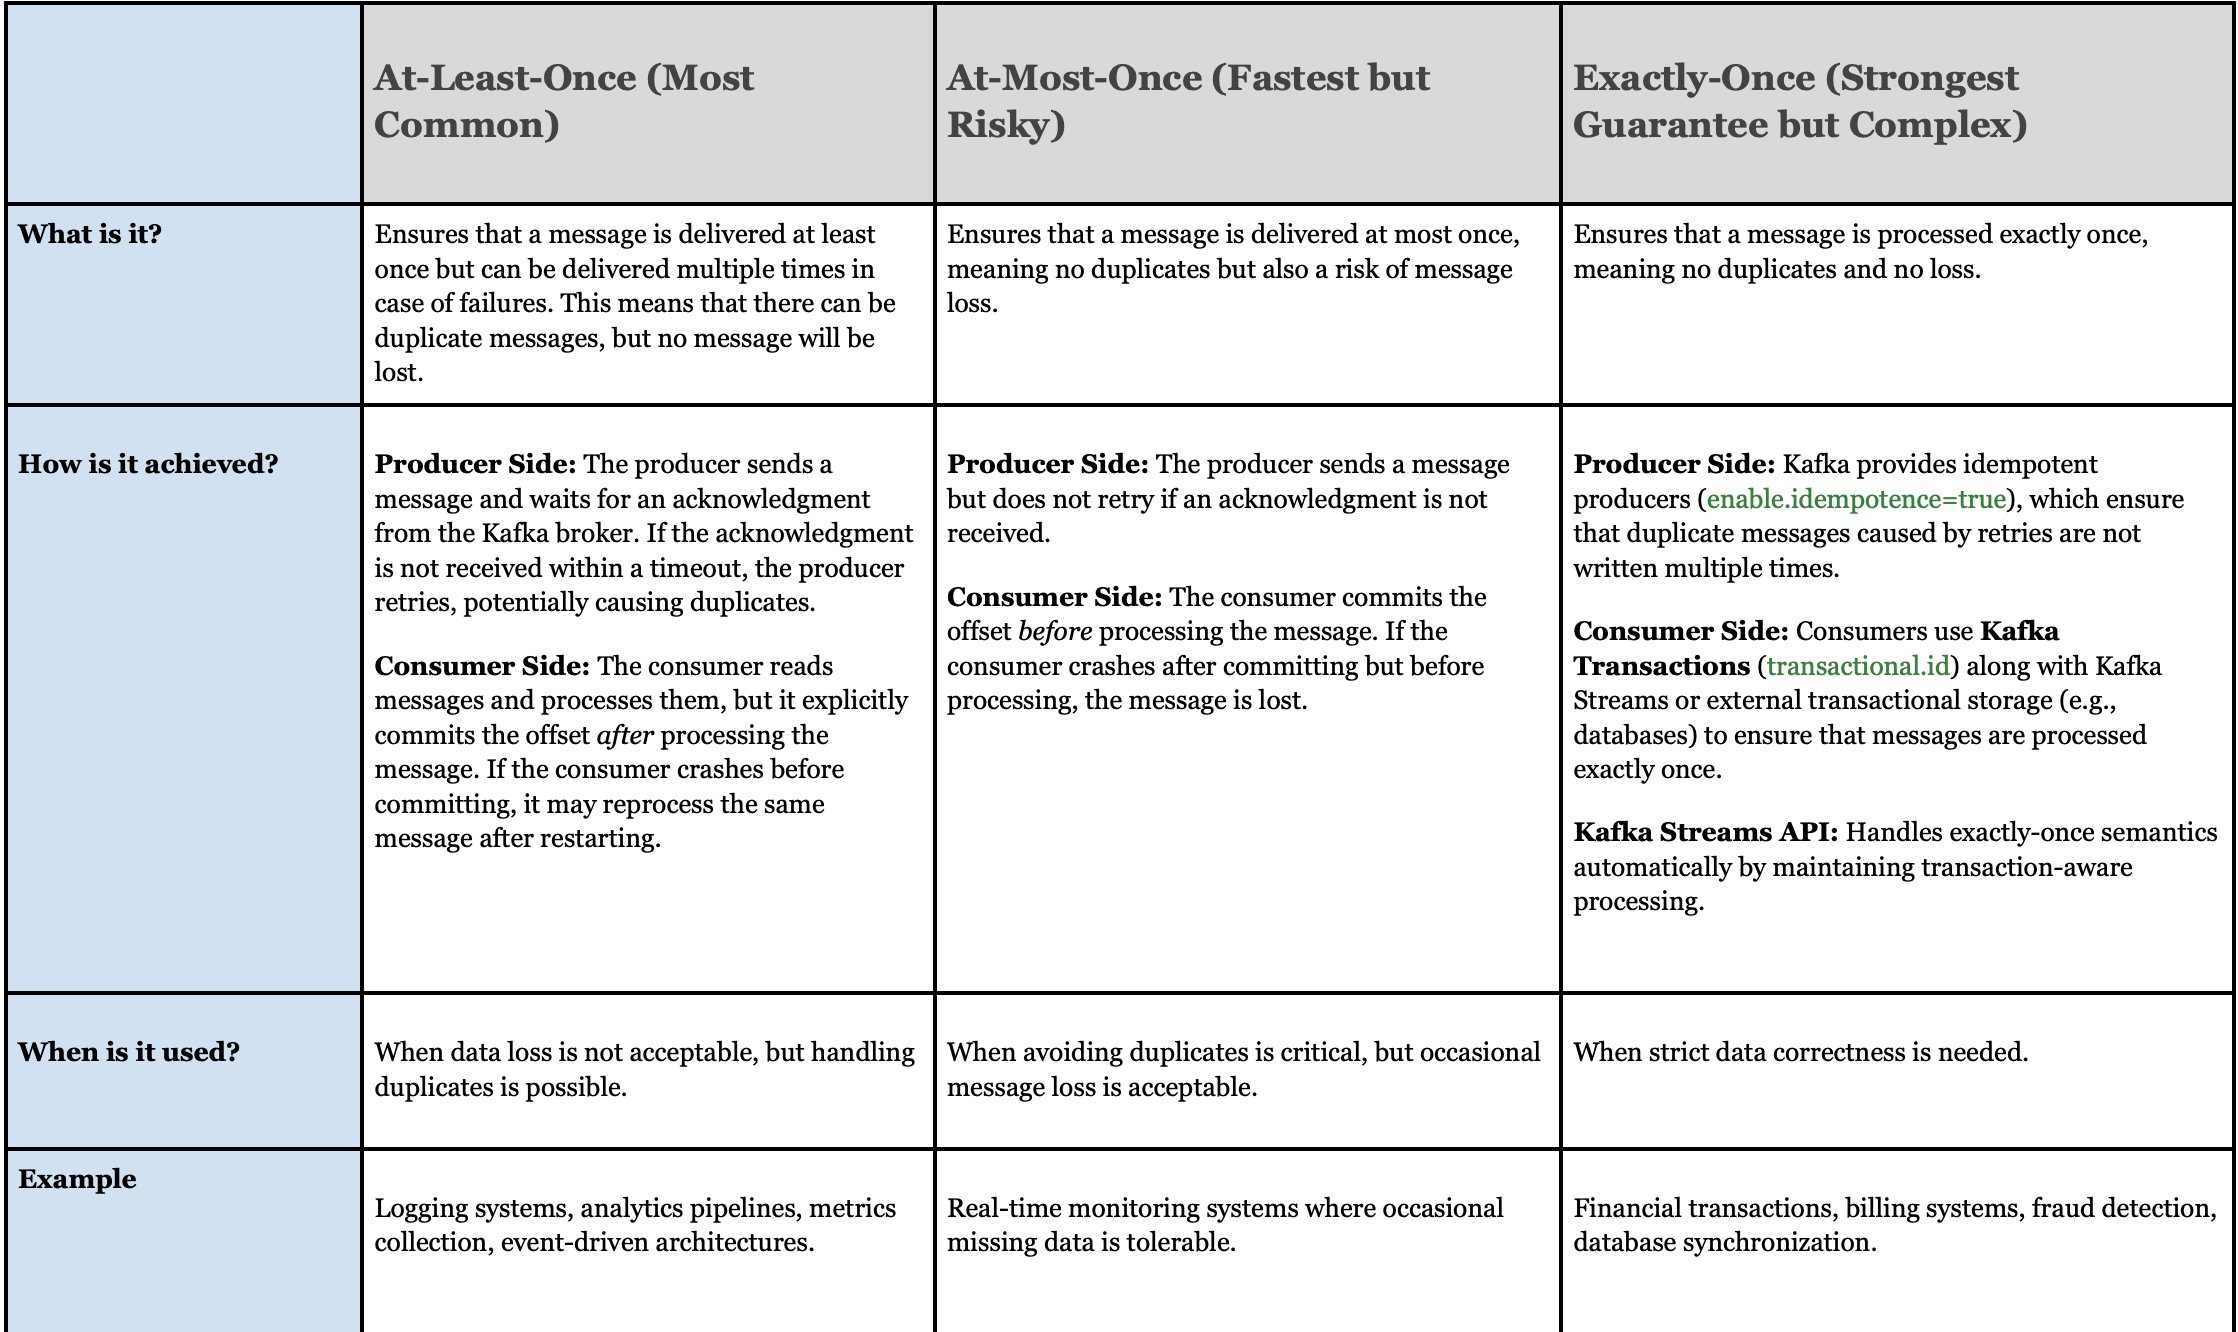 At-Least-Once (Most
Common)
At-Most-Once (Fastest but
Risky)
Exactly-Once (Strongest
Guarantee but Complex)
What is it?
Ensures that a message is delivered at least
once but can be delivered multiple times in
case of failures. This means that there can be
duplicate messages, but no message will be
lost.
Ensures that a message is delivered at most once,
meaning no duplicates but also a risk of message
loss.
Ensures that a message is processed exactly once,
meaning no duplicates and no loss.
How is it achieved?
Producer Side: The producer sends a
message and waits for an acknowledgment
from the Kafka broker. If the acknowledgment
is not received within a timeout, the producer
retries, potentially causing duplicates.
Consumer Side: The consumer reads
messages and processes them, but it explicitly
commits the offset after processing the
message. If the consumer crashes before
committing, it may reprocess the same
message after restarting.
Producer Side: The producer sends a message
but does not retry if an acknowledgment is not
received.
Consumer Side: The consumer commits the
offset before processing the message. If the
consumer crashes after committing but before
processing, the message is lost.
Producer Side: Kafka provides idempotent
producers (enable.idempotence=true), which ensure
that duplicate messages caused by retries are not
written multiple times.
Consumer Side: Consumers use Kafka
Transactions (transactional.id) along with Kafka
Streams or external transactional storage (e.g.,
databases) to ensure that messages are processed
exactly once.
Kafka Streams API: Handles exactly-once semantics
automatically by maintaining transaction-aware
processing.
When is it used?
When data loss is not acceptable, but handling
duplicates is possible.
When avoiding duplicates is critical, but occasional
message loss is acceptable.
When strict data correctness is needed.
Example
Logging systems, analytics pipelines, metrics
collection, event-driven architectures.
Real-time monitoring systems where occasional
missing data is tolerable.
Financial transactions, billing systems, fraud detection,
database synchronization.